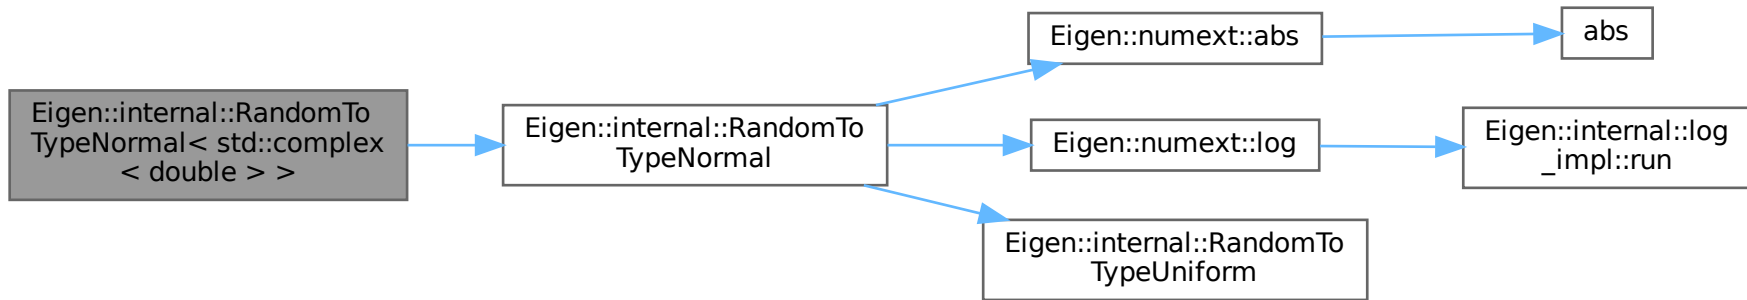 Eigen::internal::RandomTo
TypeNormal< std::complex
< double > >
Eigen::internal::RandomTo
TypeNormal
Eigen::numext::abs
abs
Eigen::numext::log
Eigen::internal::log
_impl::run
Eigen::internal::RandomTo
TypeUniform